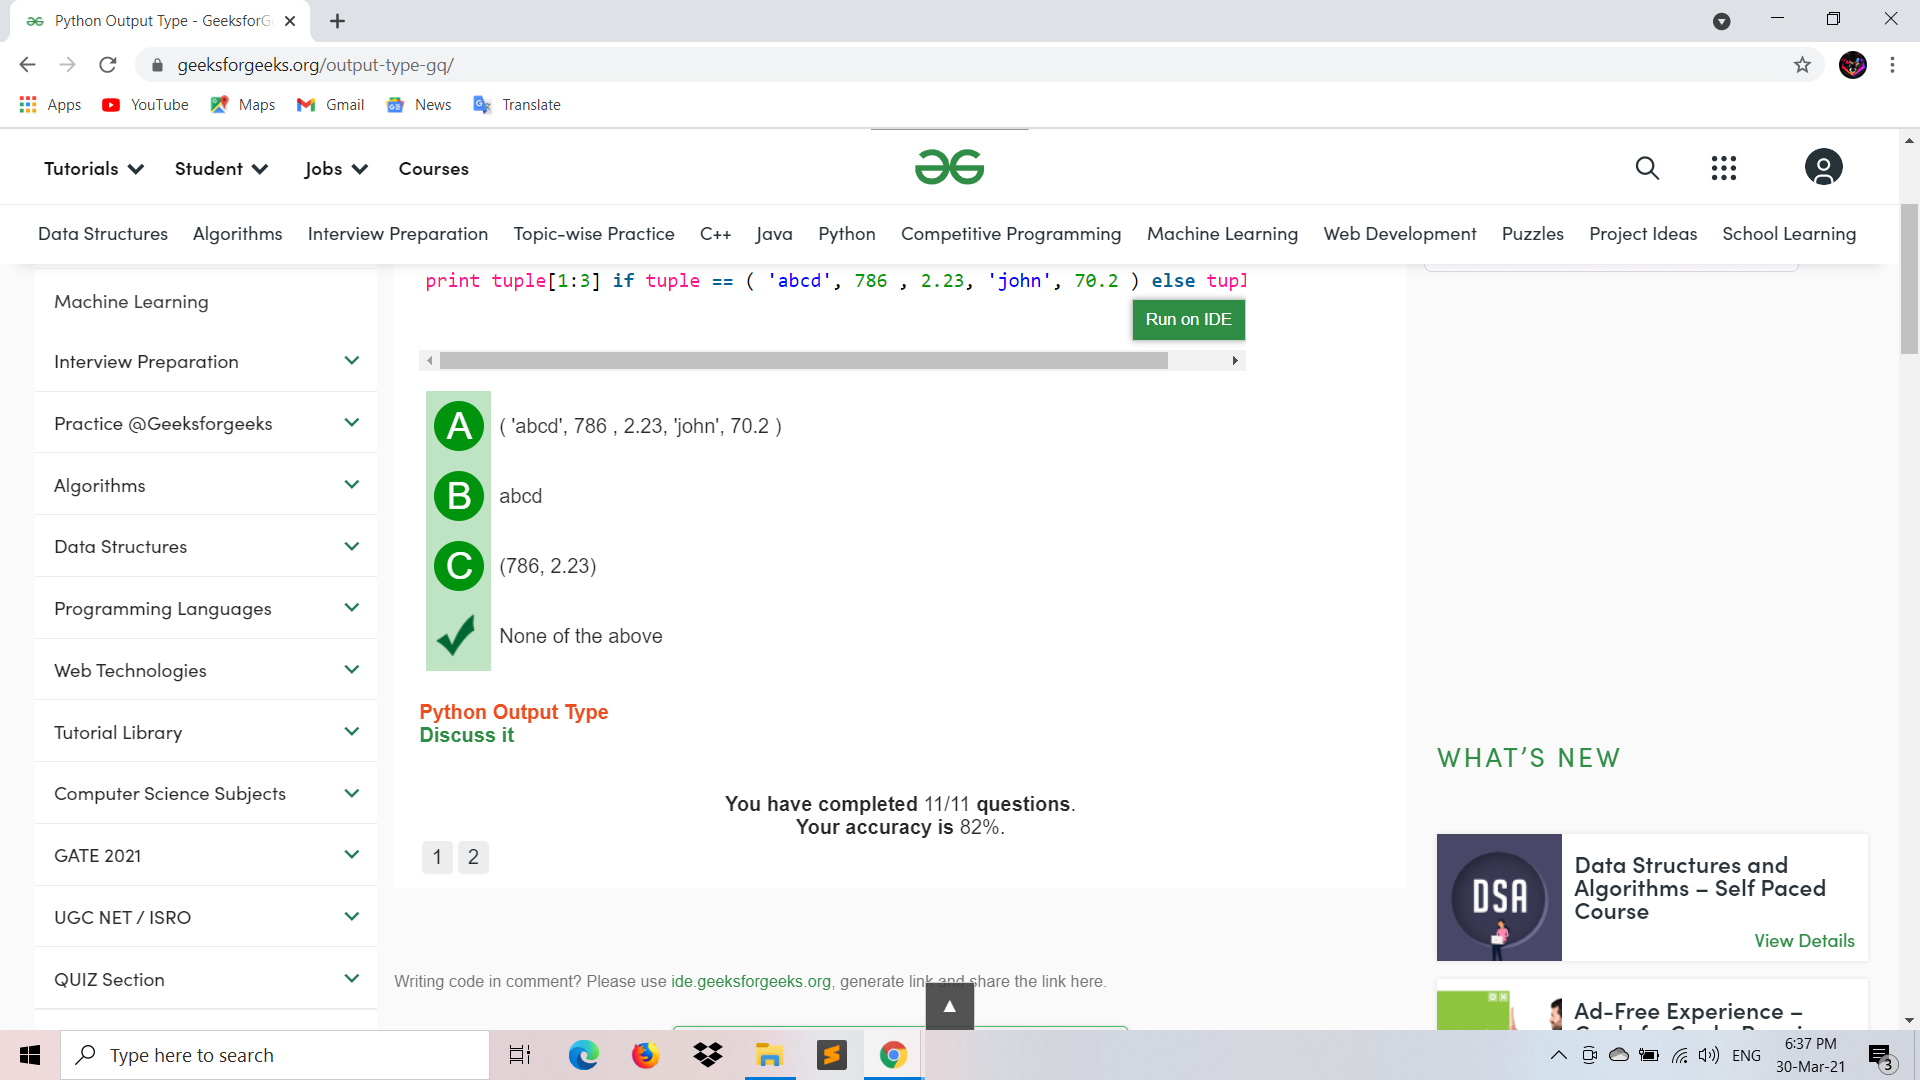 Python Output Type - GeeksforG
geeksforgeeks.org/output-type-gq/
Apps YouTube Maps Gmail News Translate
Tutorials Student Jobs Courses
Data Structures Algorithms Interview Preparation Topic-wise Practice C++ Java Python Competitive Programming Machine Learning Web Development Puzzles Project Ideas School Learning
print tuple[1:3] if tuple == ( 'abcd', 786 , 2.23, 'john', 70.2 ) else tupl
Run on IDE
Machine Learning
Interview Preparation
Practice @Geeksforgeeks
Algorithms
Data Structures
Programming Languages
Web Technologies
Tutorial Library
Computer Science Subjects
GATE 2021
UGC NET / ISRO
QUIZ Section
A ( 'abcd', 786 , 2.23, 'john', 70.2 )
B abcd
C (786, 2.23)
None of the above
Python Output Type
Discuss it
You have completed 11/11 questions.
Your accuracy is 82%.
1 2
Writing code in comment? Please use ide.geeksforgeeks.org, generate link and share the link here.
WHAT'S NEW
DSA
Data Structures and
Algorithms – Self Paced
Course
View Details
Ad-Free Experience –
Type here to search
ENG
6:37 PM
30-Mar-21
3